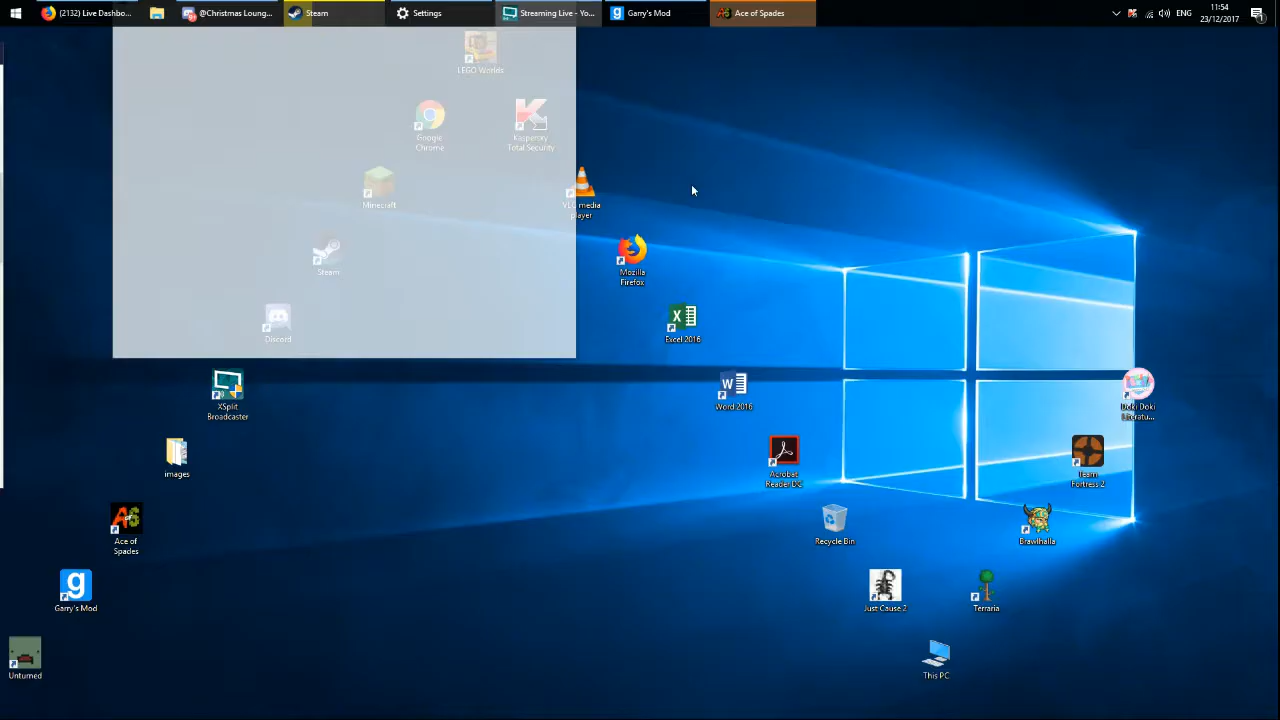 (2132) Live Dashbo...
@Christmas Loung...
Steam
Settings
Streaming Live - Yo...
Garry's Mod
Ace of Spades
ENG
11:54
23/12/2017
LEGO Worlds
Google
Chrome
Kaspersky
Total Security
Minecraft
VLC media
player
Steam
Mozilla
Firefox
Discord
Excel 2016
XSplit
Broadcaster
Word 2016
Doki Doki
Literatu...
images
Acrobat
Reader DC
Team
Fortress 2
Ace of
Spades
Recycle Bin
Brawlhalla
Garry's Mod
Just Cause 2
Terraria
Unturned
This PC